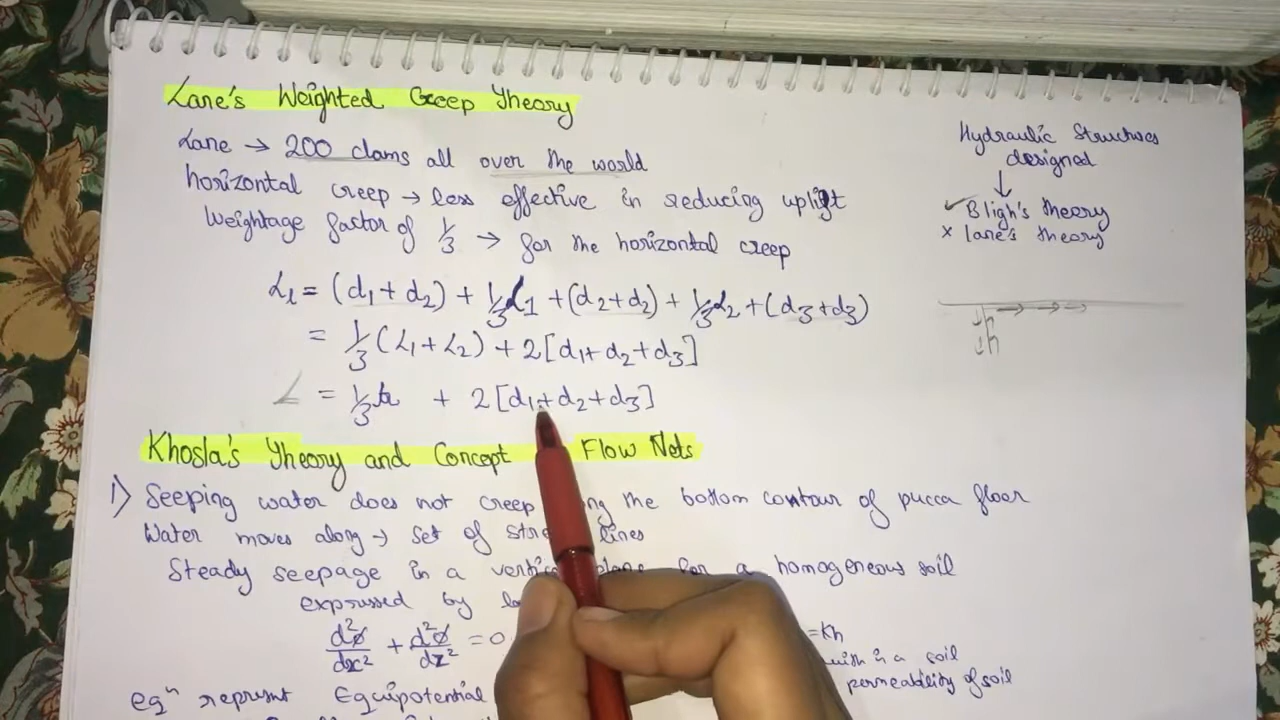 Lane's Weighted Creep Theory
Lane → 200 dams all over the world
horizontal creep → less effective in reducing uplift
Weightage factor of 1/3 → for the horizontal creep
L1 = (d1+d2) + 1/3 L1 + (d2+d2) + 1/3 L2 + (d3+d3)
= 1/3 (L1+L2) + 2[d1+d2+d3]
L = 1/3 b + 2[d1+d2+d3]
Hydraulic Structures
designed
↓
✓ Bligh's theory
× lane's theory
h
Khosla's Theory and Concept Flow Nets
1) Seeping water does not creep the bottom contour of pucca floor
Water moves along → set of lines
Steady seepage in a for a homogeneous soil
expressed by
d²ø/dx² + d²ø/dz² = 0
=Kh
soil
permeability of soil
eqⁿ represent Equipotential